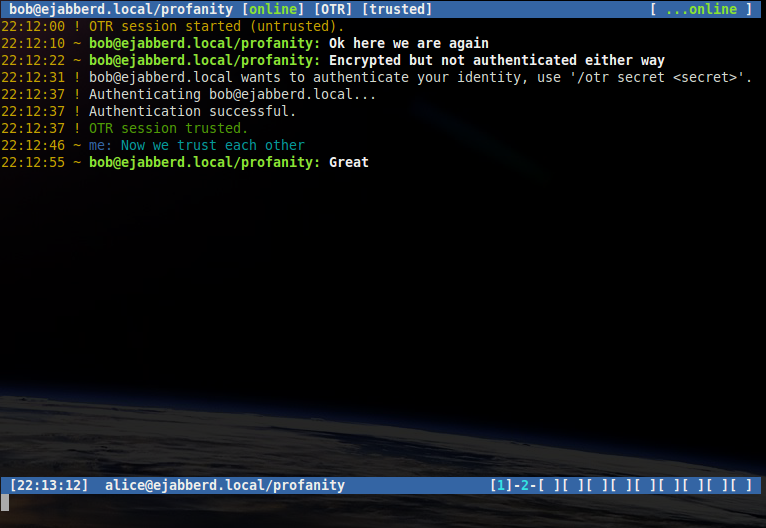 bob@ejabberd.local/profanity [online] [OTR] [trusted] [ ...online ]
22:12:00 ! OTR session started (untrusted).
22:12:10 ~ bob@ejabberd.local/profanity: Ok here we are again
22:12:22 ~ bob@ejabberd.local/profanity: Encrypted but not authenticated either way
22:12:31 ! bob@ejabberd.local wants to authenticate your identity, use '/otr secret <secret>'.
22:12:37 ! Authenticating bob@ejabberd.local...
22:12:37 ! Authentication successful.
22:12:37 ! OTR session trusted.
22:12:46 ~ me: Now we trust each other
22:12:55 ~ bob@ejabberd.local/profanity: Great
[22:13:12] alice@ejabberd.local/profanity [1]-2-[ ][ ][ ][ ][ ][ ][ ][ ][ ]